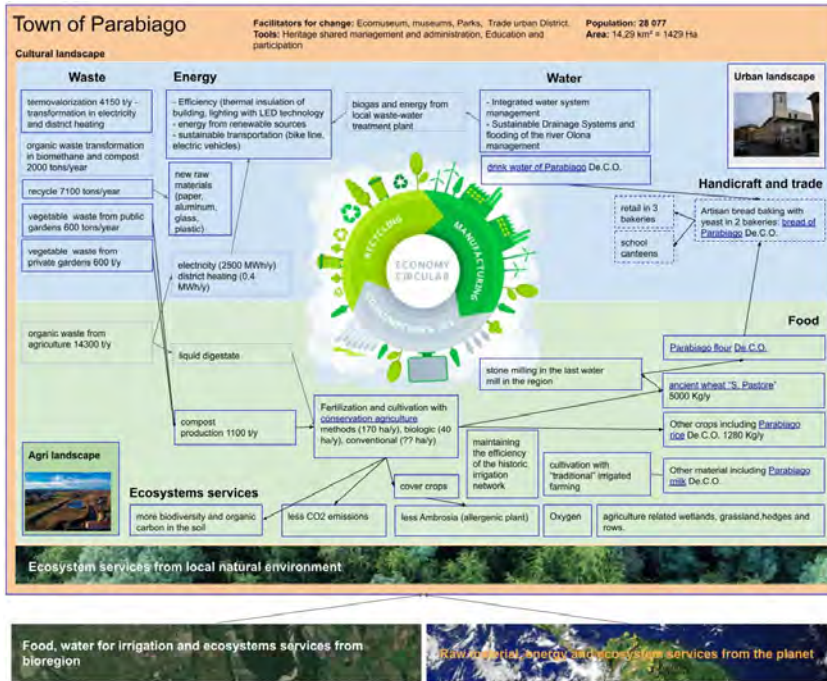 Town of Parabiago
Facilitators for change: Ecomuseum, museums, Parks, Trade urban District.
Tools: Heritage shared management and administration, Education and
participation
Population: 28 077
Area: 14,29 km² = 1429 Ha
Cultural landscape
Waste
Energy
Water
Urban landscape
termovalorization 4150 t/y -
transformation in electricity
and district heating
organic waste transformation
in biomethane and compost
2000 tons/year
recycle 7100 tons/year
vegetable waste from public
gardens 600 tons/year
vegetable waste from
private gardens 600 t/y
organic waste from
agriculture 14300 t/y
- Efficiency (thermal insulation of
building, lighting with LED technology
- energy from renewable sources
- sustainable transportation (bike line,
electric vehicles)
new raw
materials
(paper,
aluminum,
glass,
plastic)
electricity (2500 MWh/y)
district heating (0.4
MWh/y)
liquid digestate
compost
production 1100 t/y
biogas and energy from
local waste-water
treatment plant
- Integrated water system
management
- Sustainable Drainage Systems and
flooding of the river Olona
management
drink water of Parabiago De.C.O.
RECYCLING
MANUFACTURING
ECONOMY
CIRCULAR
Handicraft and trade
retail in 3
bakeries
school
canteens
Artisan bread baking with
yeast in 2 bakeries: bread of
Parabiago De.C.O.
Food
Parabiago flour De.C.O.
stone milling in the last water
mill in the region
ancient wheat "S. Pastore"
5000 Kg/y
Other crops including Parabiago
rice De.C.O. 1280 Kg/y
Other material including Parabiago
milk De.C.O.
Fertilization and cultivation with
conservation agriculture
methods (170 ha/y), biologic (40
ha/y), conventional (?? ha/y)
maintaining
the efficiency
of the historic
irrigation
network
cultivation with
"traditional" irrigated
farming
cover crops
Agri landscape
Ecosystems services
more biodiversity and organic
carbon in the soil
less CO2 emissions
less Ambrosia (allergenic plant)
Oxygen
agriculture related wetlands, grassland,hedges and
rows.
Ecosystem services from local natural environment
Food, water for irrigation and ecosystems services from
bioregion
Raw material, energy and ecosystem services from the planet